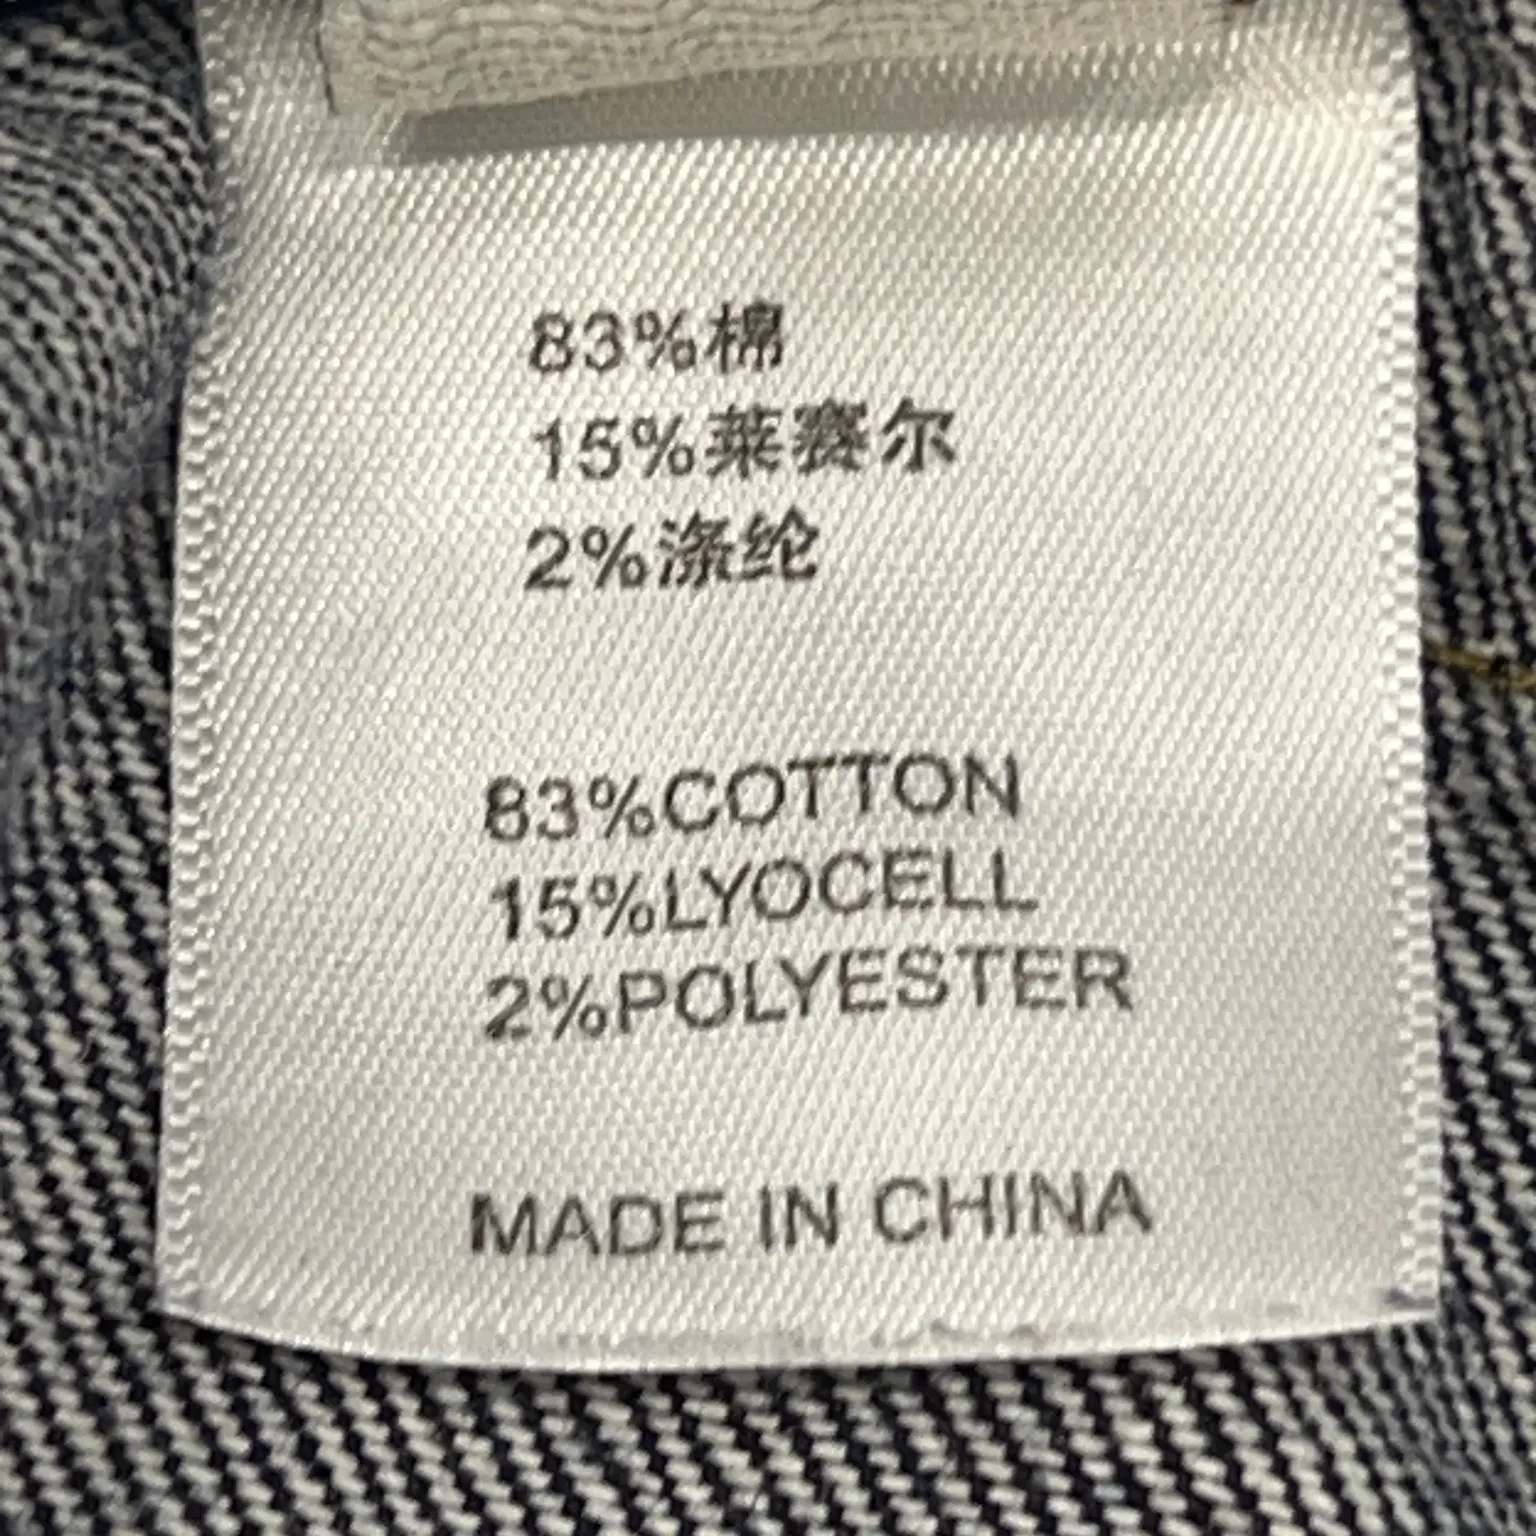 83%棉
15%莱赛尔
2%涤纶
83%COTTON
15%LYOCELL
2%POLYESTER
MADE IN CHINA